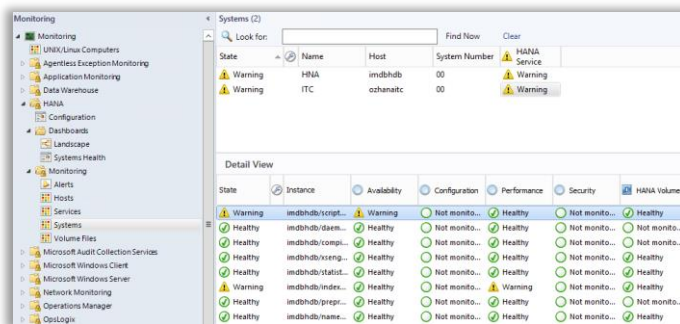 Monitoring
Monitoring
UNIX/Linux Computers
Agentless Exception Monitoring
Application Monitoring
Data Warehouse
HANA
Configuration
Dashboards
Landscape
Systems Health
Monitoring
Alerts
Hosts
Services
Systems
Volume Files
Microsoft Audit Collection Services
Microsoft Windows Client
Microsoft Windows Server
Network Monitoring
Operations Manager
OpsLogix
Systems (2)
Look for: Find Now Clear
State Name Host System Number HANA Service
Warning HNA imdbhdb 00 Warning
Warning ITC ozhanaitc 00 Warning
Detail View
State Instance Availability Configuration Performance Security HANA Volume
Warning imdbhdb/script... Warning Not monito... Healthy Not monito... Healthy
Healthy imdbhdb/daem... Healthy Not monito... Healthy Not monito... Not monito...
Healthy imdbhdb/compi... Healthy Not monito... Healthy Not monito... Not monito...
Healthy imdbhdb/xseng... Healthy Not monito... Healthy Not monito... Healthy
Healthy imdbhdb/statist... Healthy Not monito... Healthy Not monito... Healthy
Warning imdbhdb/index... Healthy Not monito... Warning Not monito... Healthy
Healthy imdbhdb/prepr... Healthy Not monito... Healthy Not monito... Not monito...
Healthy imdbhdb/name... Healthy Not monito... Healthy Not monito... Healthy